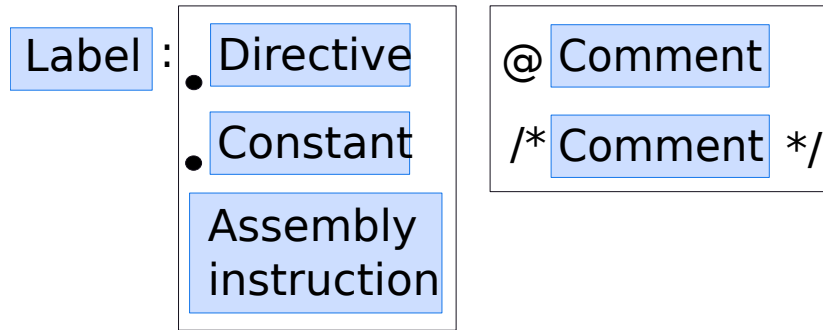 Label : . Directive @ Comment
. Constant /* Comment */
Assembly
instruction